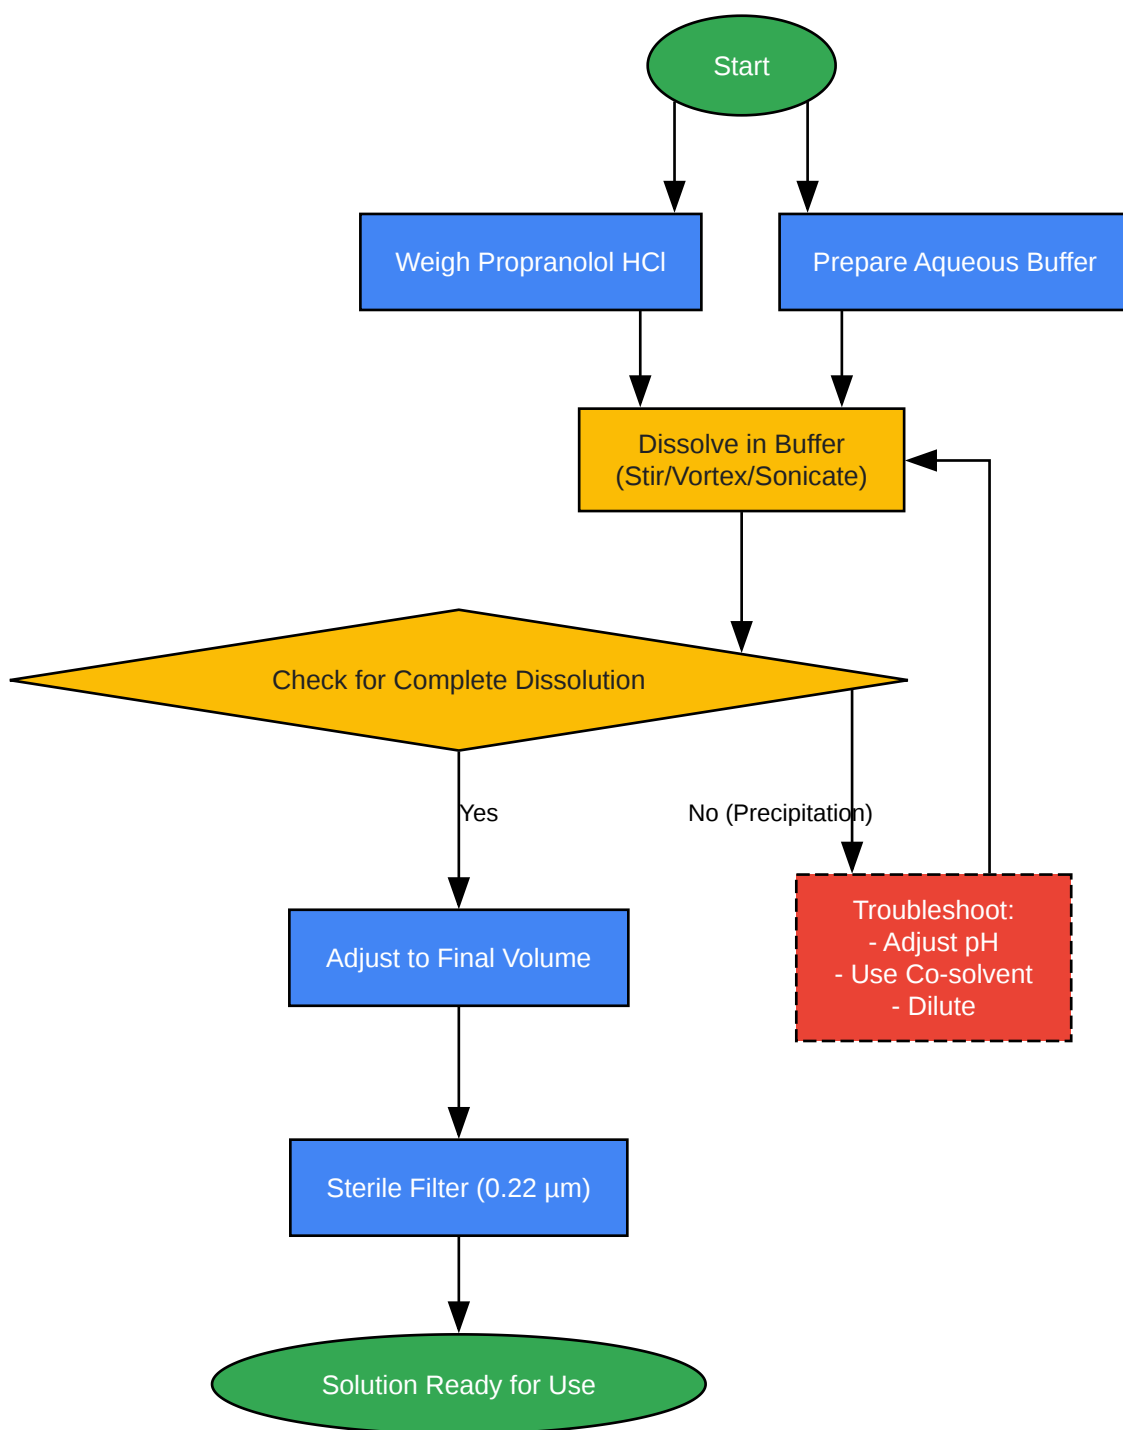 Start
Weigh Propranolol HCl
Prepare Aqueous Buffer
Dissolve in Buffer
(Stir/Vortex/Sonicate)
Check for Complete Dissolution
Yes
No (Precipitation)
Troubleshoot:
- Adjust pH
- Use Co-solvent
- Dilute
Adjust to Final Volume
Sterile Filter (0.22 µm)
Solution Ready for Use